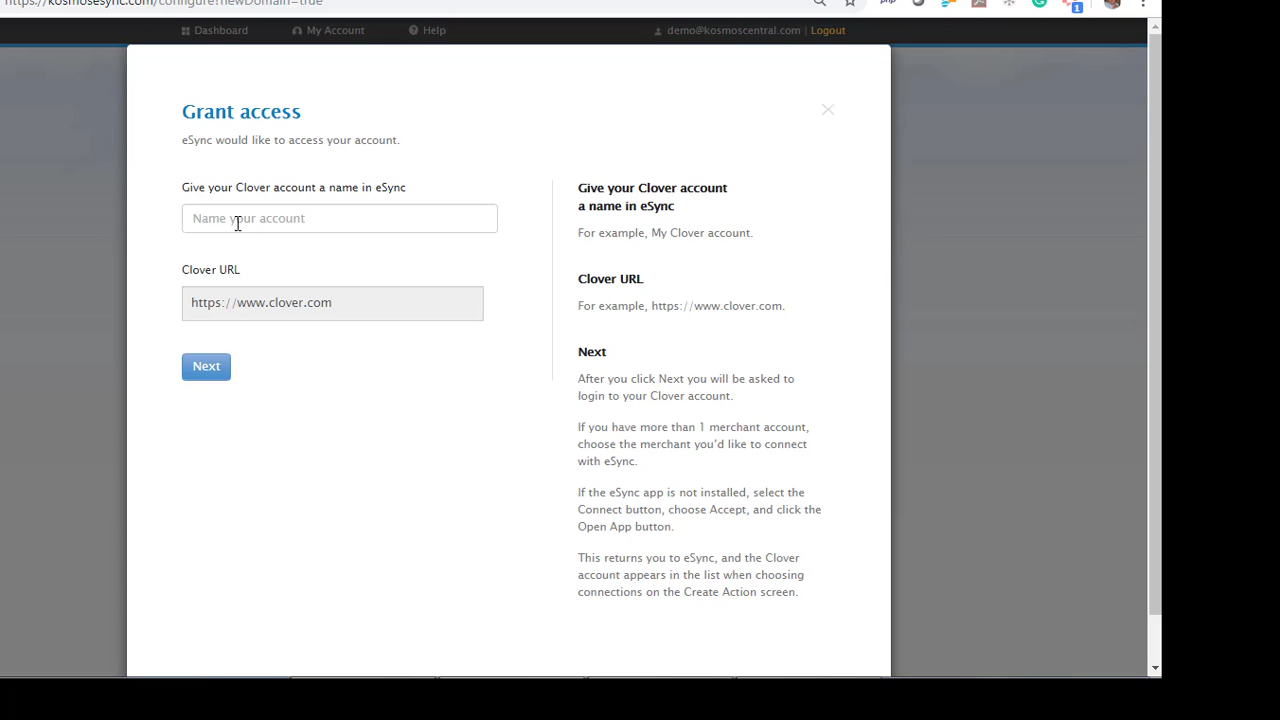 https://kosmosesync.com/configure?newDomain=true
Dashboard My Account Help demo@kosmoscentral.com | Logout
Grant access
eSync would like to access your account.
Give your Clover account a name in eSync
Name your account
Clover URL
https://www.clover.com
Next
Give your Clover account
a name in eSync
For example, My Clover account.
Clover URL
For example, https://www.clover.com.
Next
After you click Next you will be asked to
login to your Clover account.
If you have more than 1 merchant account,
choose the merchant you'd like to connect
with eSync.
If the eSync app is not installed, select the
Connect button, choose Accept, and click the
Open App button.
This returns you to eSync, and the Clover
account appears in the list when choosing
connections on the Create Action screen.